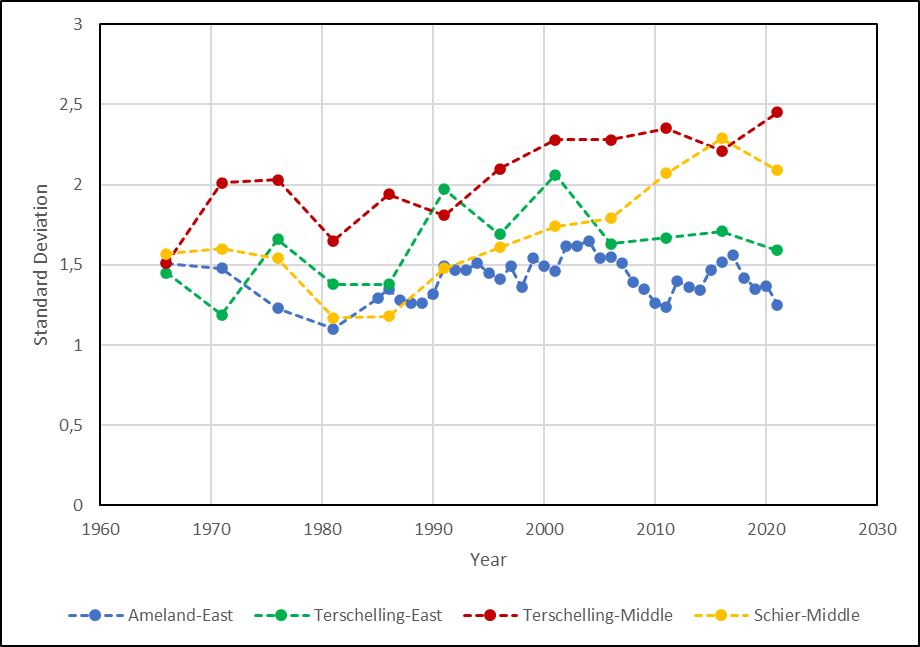 3
2,5
2
1,5
1
0,5
0
Standard Deviation
1960 1970 1980 1990 2000 2010 2020 2030
Year
Ameland-East Terschelling-East Terschelling-Middle Schier-Middle